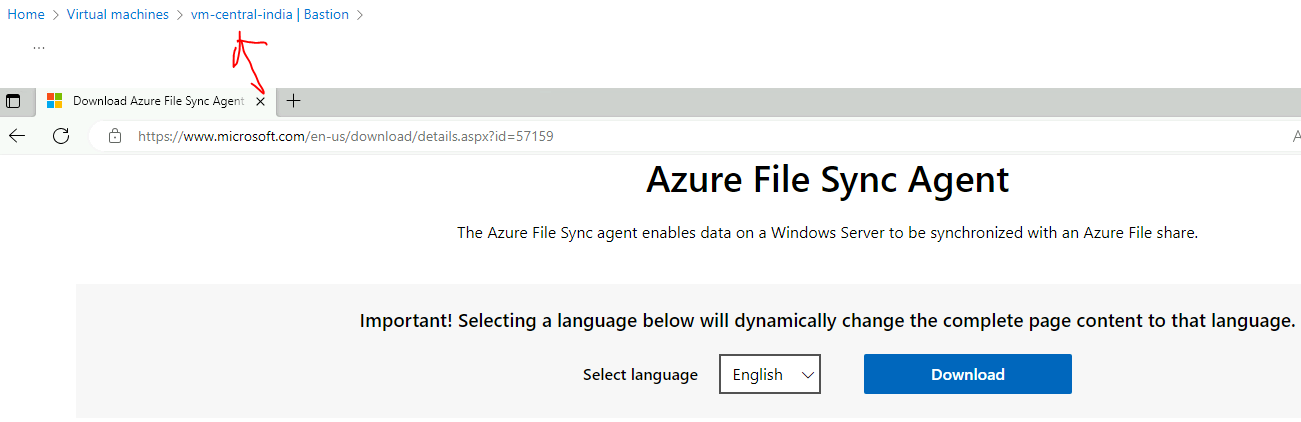 Home > Virtual machines > vm-central-india | Bastion >
...
Download Azure File Sync Agent
https://www.microsoft.com/en-us/download/details.aspx?id=57159
Azure File Sync Agent
The Azure File Sync agent enables data on a Windows Server to be synchronized with an Azure File share.
Important! Selecting a language below will dynamically change the complete page content to that language.
Select language English Download